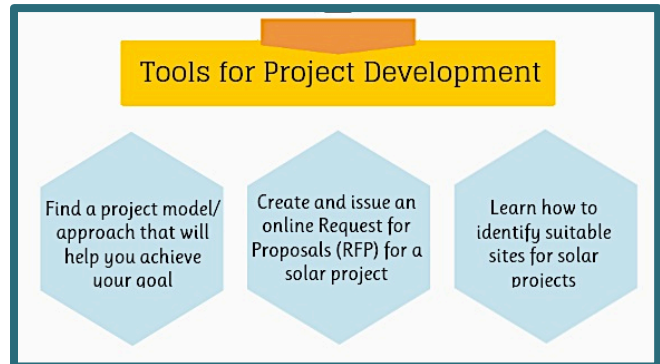 Tools for Project Development
Find a project model/
approach that will
help you achieve
your goal
Create and issue an
online Request for
Proposals (RFP) for a
solar project
Learn how to
identify suitable
sites for solar
projects